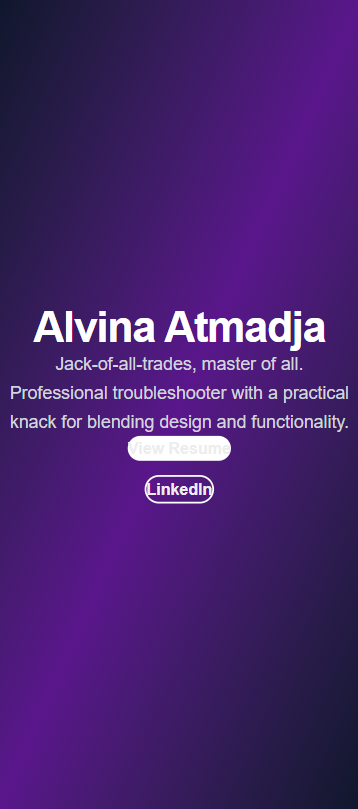 Alvina Atmadja
Jack-of-all-trades, master of all.
Professional troubleshooter with a practical
knack for blending design and functionality.
View Resume
LinkedIn